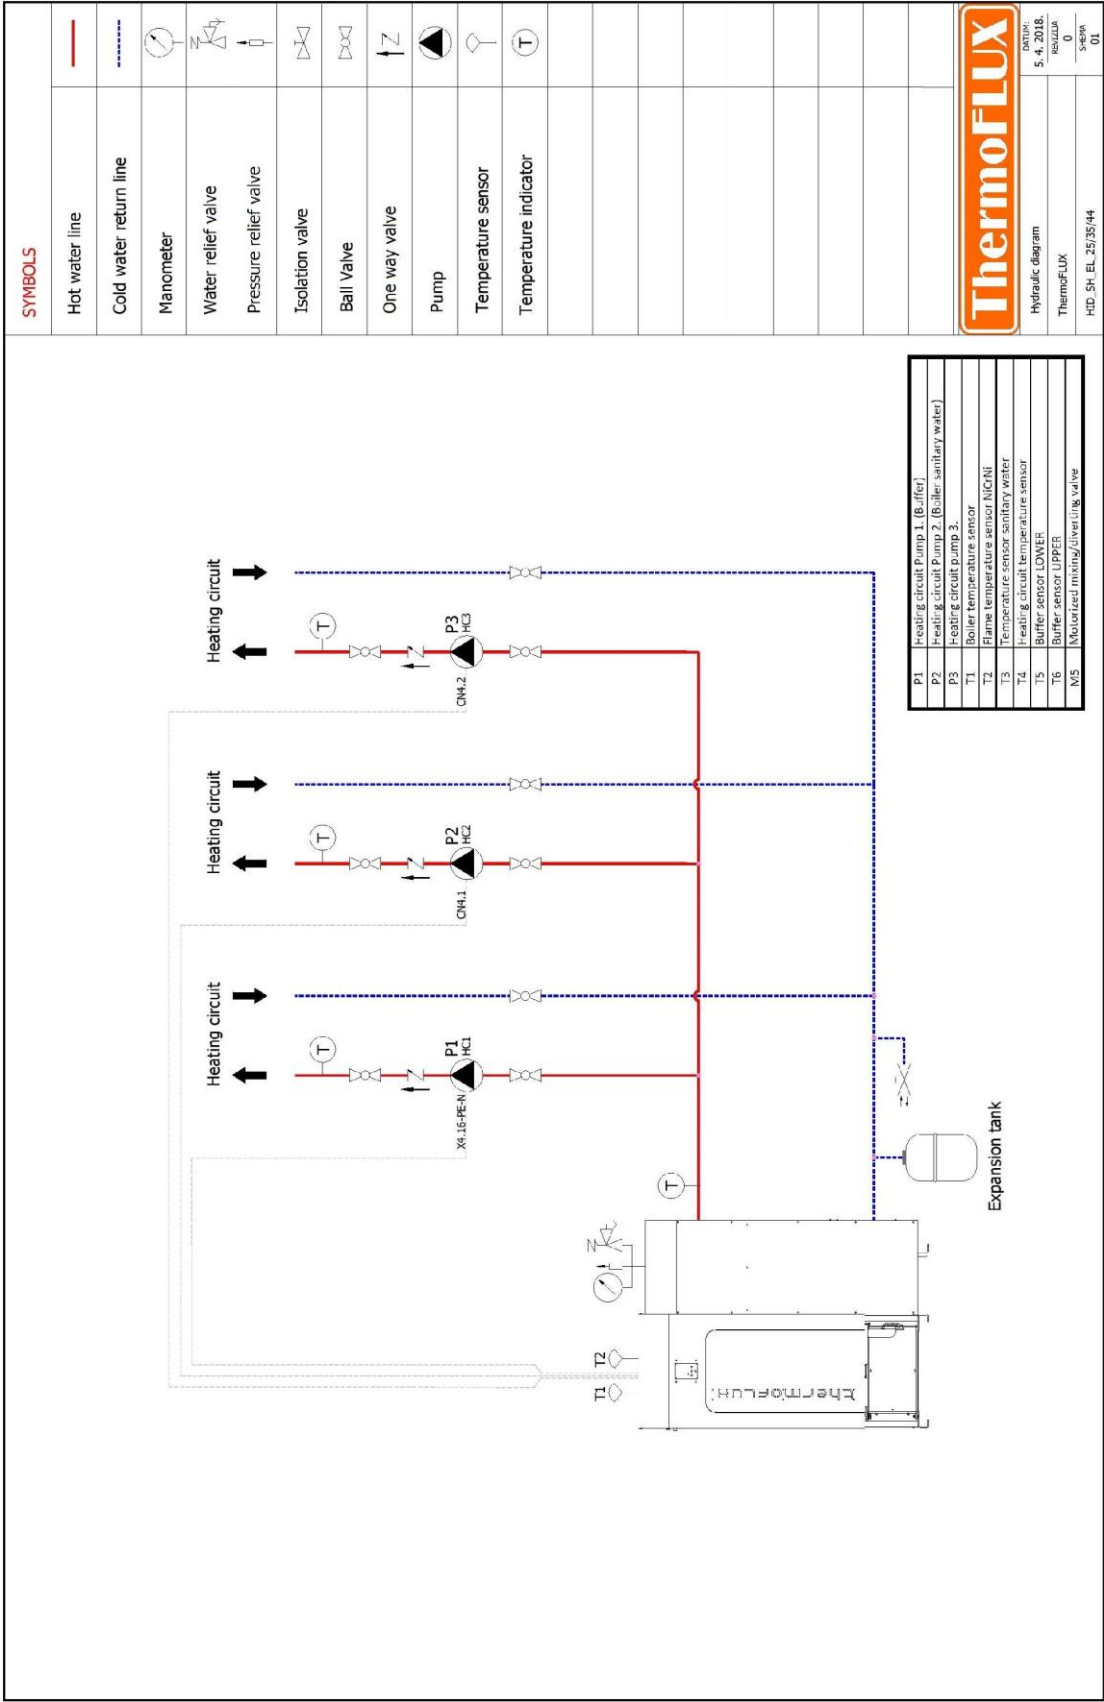 SYMBOLS
Hot water line
Cold water return line
Manometer
Water relief valve
Pressure relief valve
Isolation valve
Ball Valve
One way valve
Pump
Temperature sensor
T
Temperature indicator
Heating circuit
Heating circuit
Heating circuit
T
T
T
P1
HC1
X4.16-PE-N
P2
HC2
CN4.1
P3
HC3
CN4.2
T
T1
T2
thermoFLUX
Expansion tank
P1 Heating circuit Pump 1. (Buffer)
P2 Heating circuit Pump 2. (Boiler sanitary water)
P3 Heating circuit pump 3.
T1 Boiler temperature sensor
T2 Flame temperature sensor NiCrNi
T3 Temperature sensor sanitary water
T4 Heating circuit temperature sensor
T5 Buffer sensor LOWER
T6 Buffer sensor UPPER
M5 Motorized mixing/diverting valve
ThermoFLUX
Hydraulic diagram
DATUM:
5. 4. 2018.
ThermoFLUX
REVIZIJA
0
HID_SH_EL_25/35/44
SHEMA
01